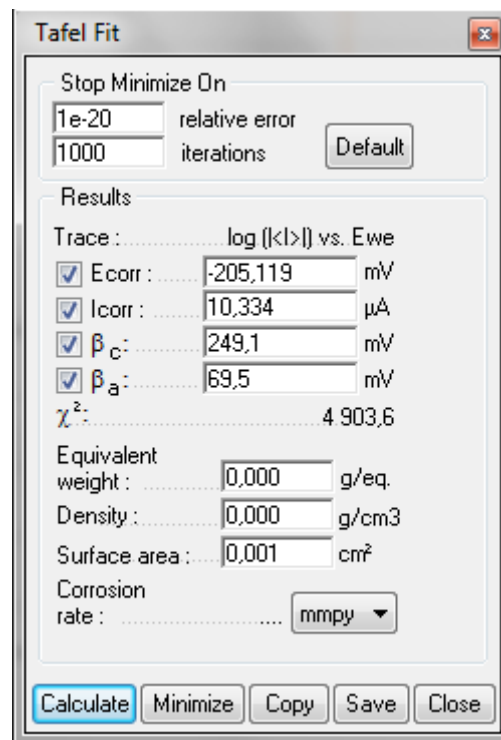 Tafel Fit
Stop Minimize On
1e-20 relative error
1000 iterations
Default
Results
Trace : log (|<I>|) vs. Ewe
Ecorr : -205,119 mV
Icorr : 10,334 µA
β c: 249,1 mV
β a: 69,5 mV
χ²: 4 903,6
Equivalent
weight : 0,000 g/eq.
Density : 0,000 g/cm3
Surface area : 0,001 cm²
Corrosion
rate : mmpy
Calculate Minimize Copy Save Close